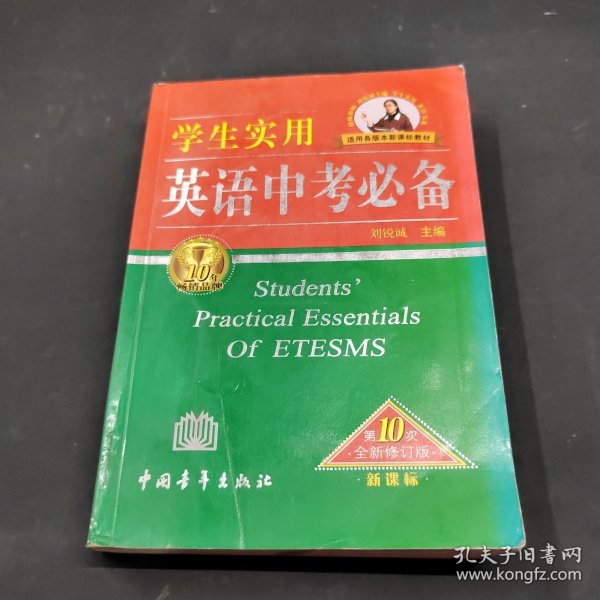 学生实用
适用各版本新课标教材
英语中考必备
刘锐诚 主编
10年
畅销品牌
Students'
Practical Essentials
Of ETESMS
第10次
·全新修订版·
新课标
中国青年出版社
孔夫子旧书网
www.kongfz.com